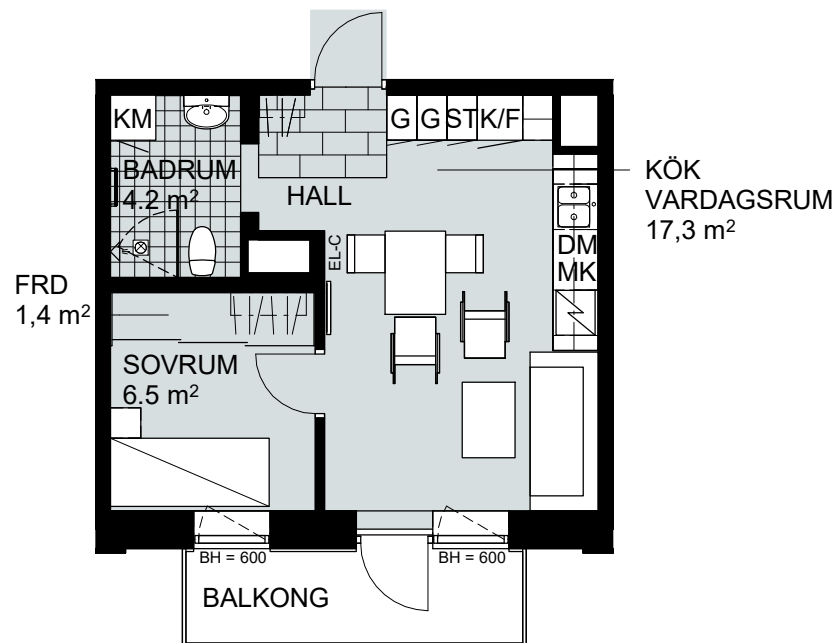 KM
G G ST K/F
BADRUM
4.2 m²
HALL
KÖK
VARDAGSRUM
17,3 m²
EL-C
DM
MK
FRD
1,4 m²
SOVRUM
6.5 m²
BH = 600
BH = 600
BALKONG